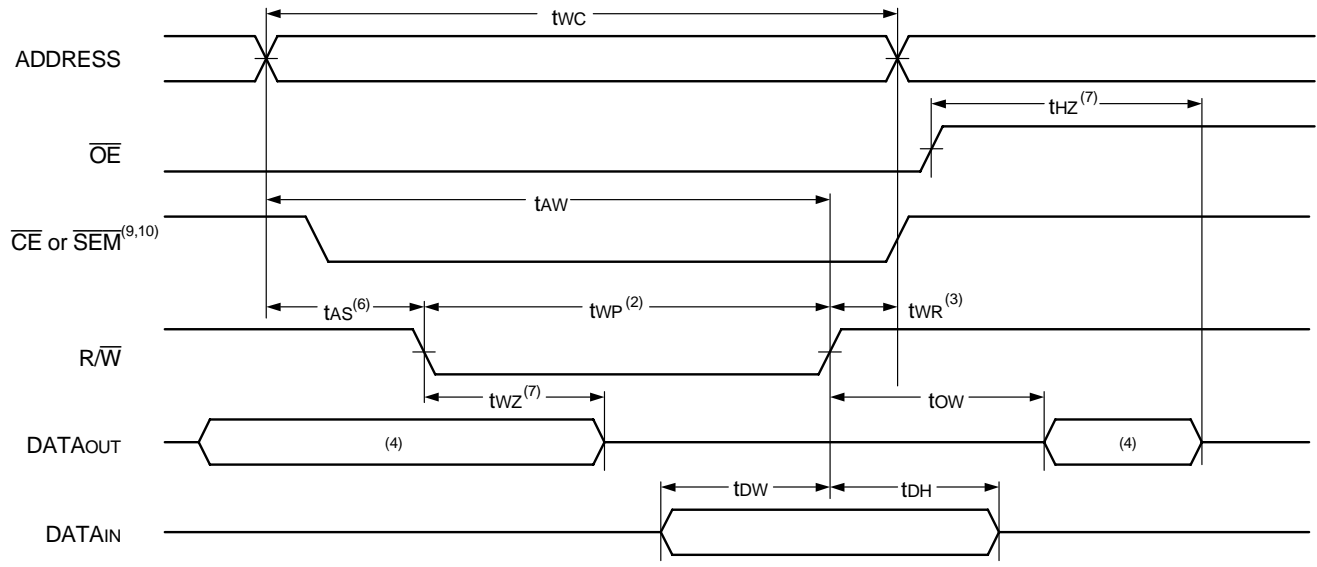 tWC
ADDRESS
tHZ(7)
OE
tAW
CE or SEM(9,10)
tAS(6) tWP(2) tWR(3)
R/W
tWZ(7) tOW
DATAOUT (4) (4)
tDW tDH
DATAIN